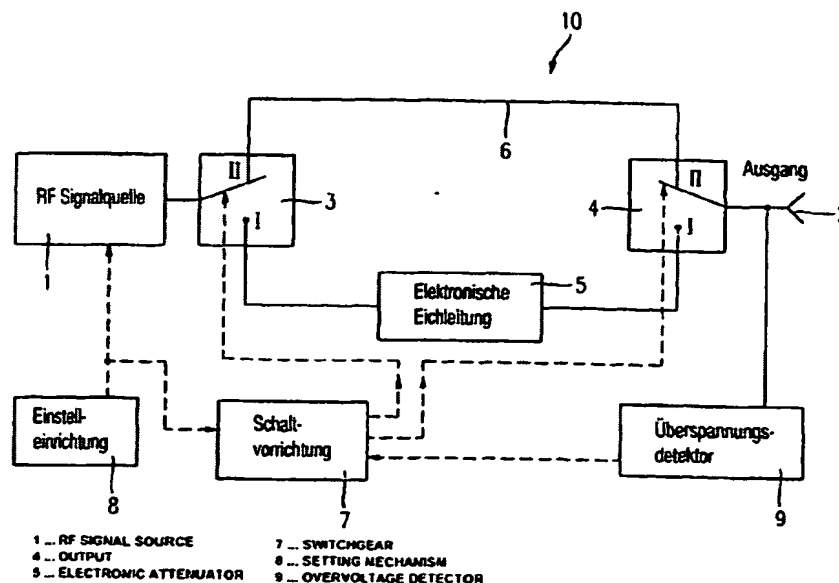 10
6
II
II
Ausgang
RF Signalquelle
3
4
I
I
1
5
Elektronische
Eichleitung
Einstell-
einrichtung
Schalt-
vorrichtung
Überspannungs-
detektor
8
7
9
1 ... RF SIGNAL SOURCE
4 ... OUTPUT
5 ... ELECTRONIC ATTENUATOR
7 ... SWITCHGEAR
8 ... SETTING MECHANISM
9 ... OVERVOLTAGE DETECTOR